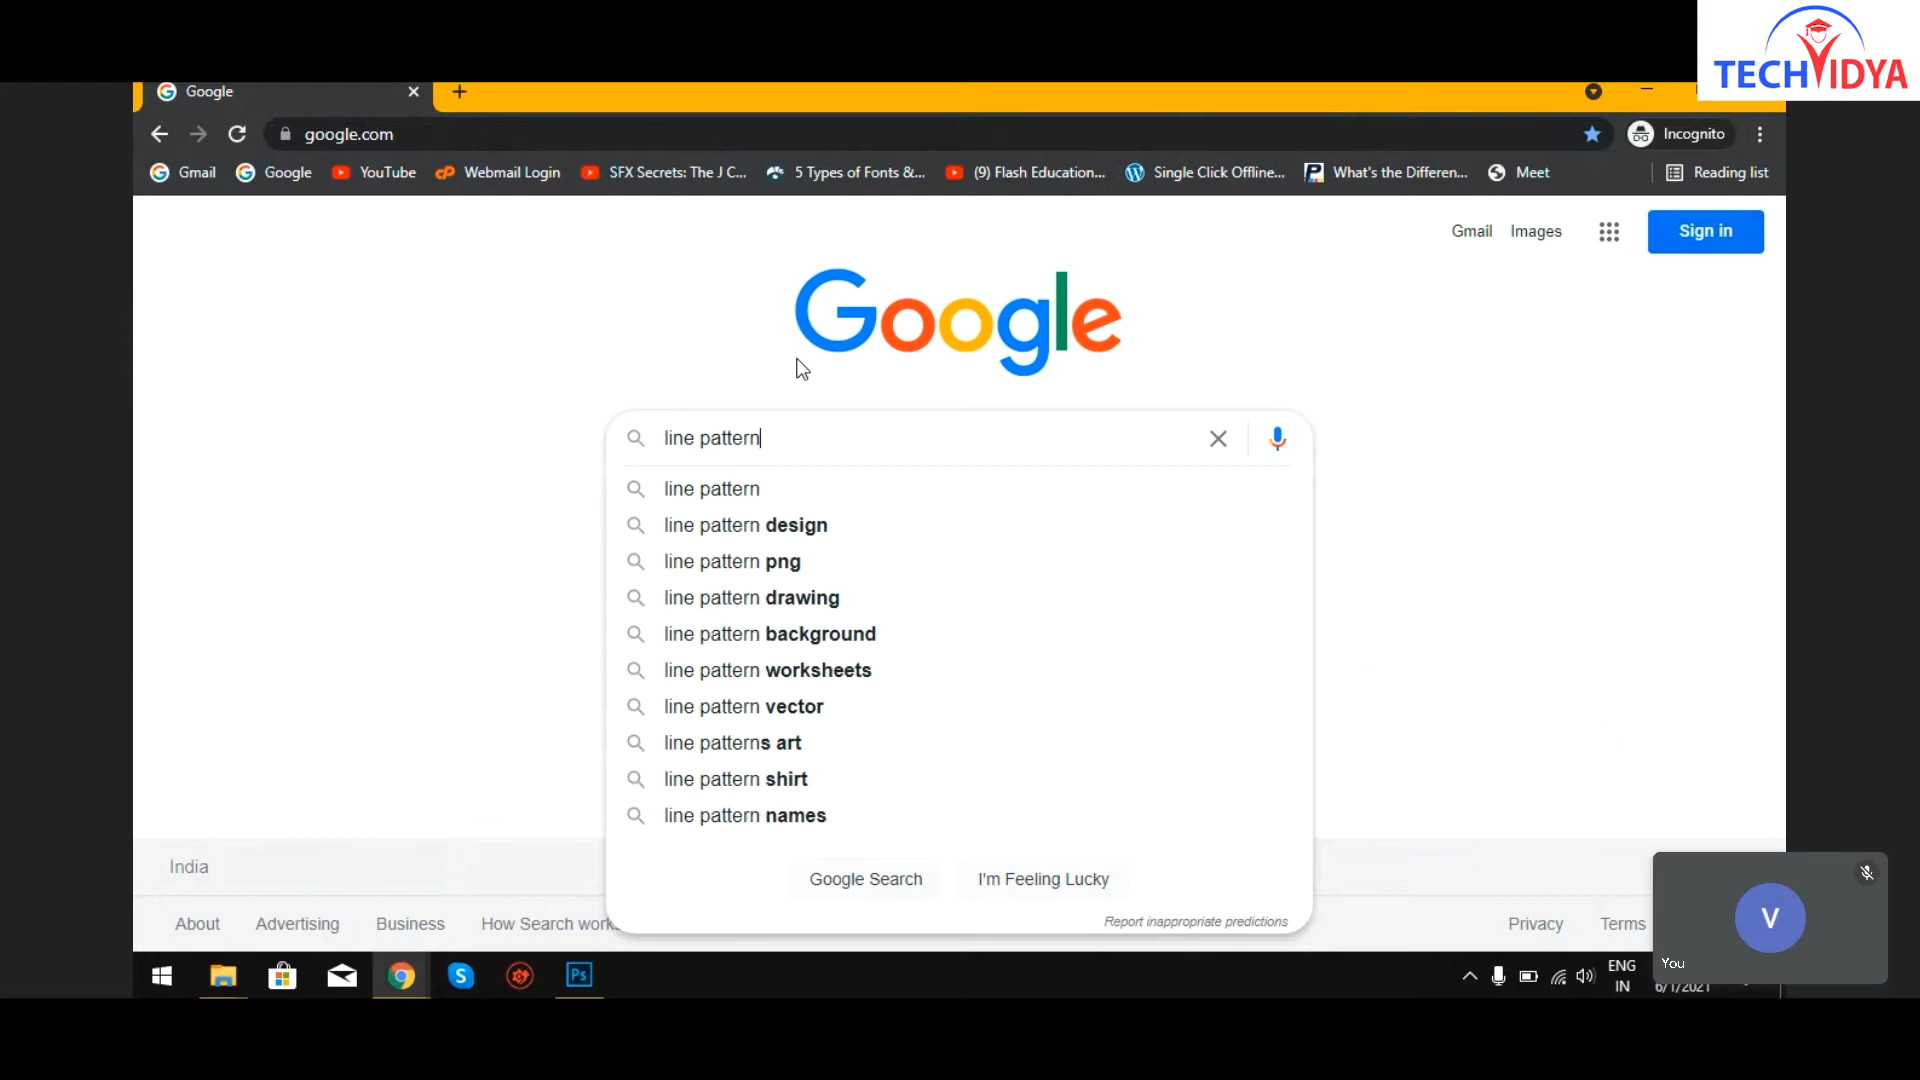 TECHVIDYA
Google
google.com
Incognito
Gmail
Google
YouTube
Webmail Login
SFX Secrets: The J C...
5 Types of Fonts &...
(9) Flash Education...
Single Click Offline...
What's the Differen...
Meet
Reading list
Gmail
Images
Sign in
Google
line pattern
line pattern
line pattern design
line pattern png
line pattern drawing
line pattern background
line pattern worksheets
line pattern vector
line patterns art
line pattern shirt
line pattern names
Google Search
I'm Feeling Lucky
Report inappropriate predictions
India
About
Advertising
Business
How Search work
Privacy
Terms
V
You
S
Ps
ENG
IN
6/1/2021